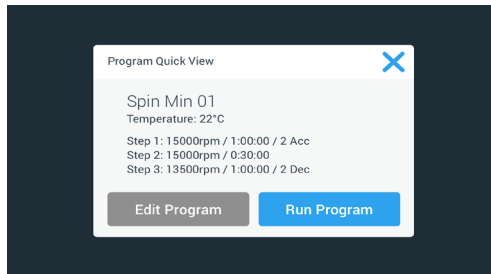 Program Quick View
Spin Min 01
Temperature: 22°C
Step 1: 15000rpm / 1:00:00 / 2 Acc
Step 2: 15000rpm / 0:30:00
Step 3: 13500rpm / 1:00:00 / 2 Dec
Edit Program
Run Program